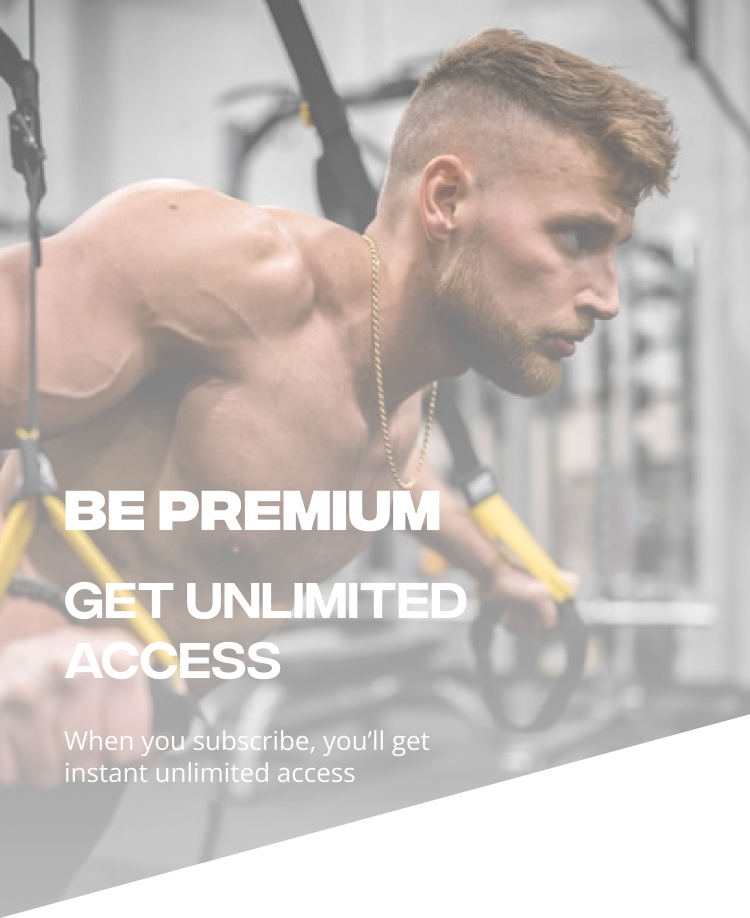 BE PREMIUM
GET UNLIMITED
ACCESS
When you subscribe, you’ll get
instant unlimited access